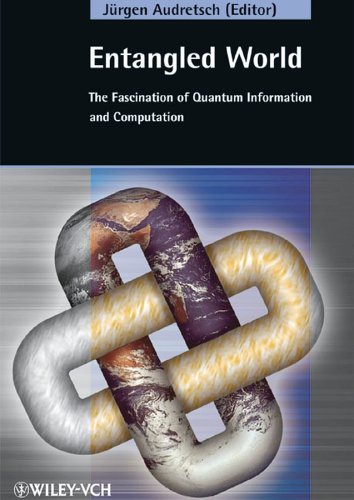 Jürgen Audretsch (Editor)
Entangled World
The Fascination of Quantum Information
and Computation
WILEY-VCH